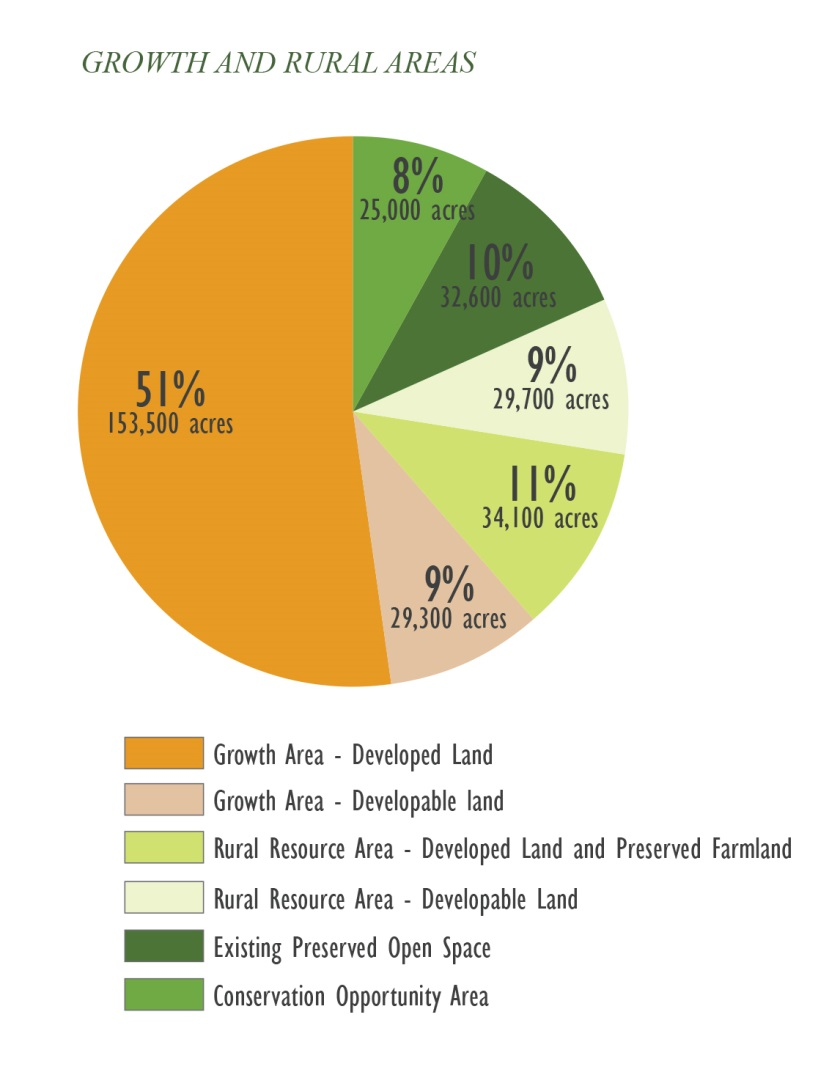 GROWTH AND RURAL AREAS
8%
25,000 acres
10%
32,600 acres
9%
29,700 acres
51%
153,500 acres
11%
34,100 acres
9%
29,300 acres
Growth Area - Developed Land
Growth Area - Developable land
Rural Resource Area - Developed Land and Preserved Farmland
Rural Resource Area - Developable Land
Existing Preserved Open Space
Conservation Opportunity Area